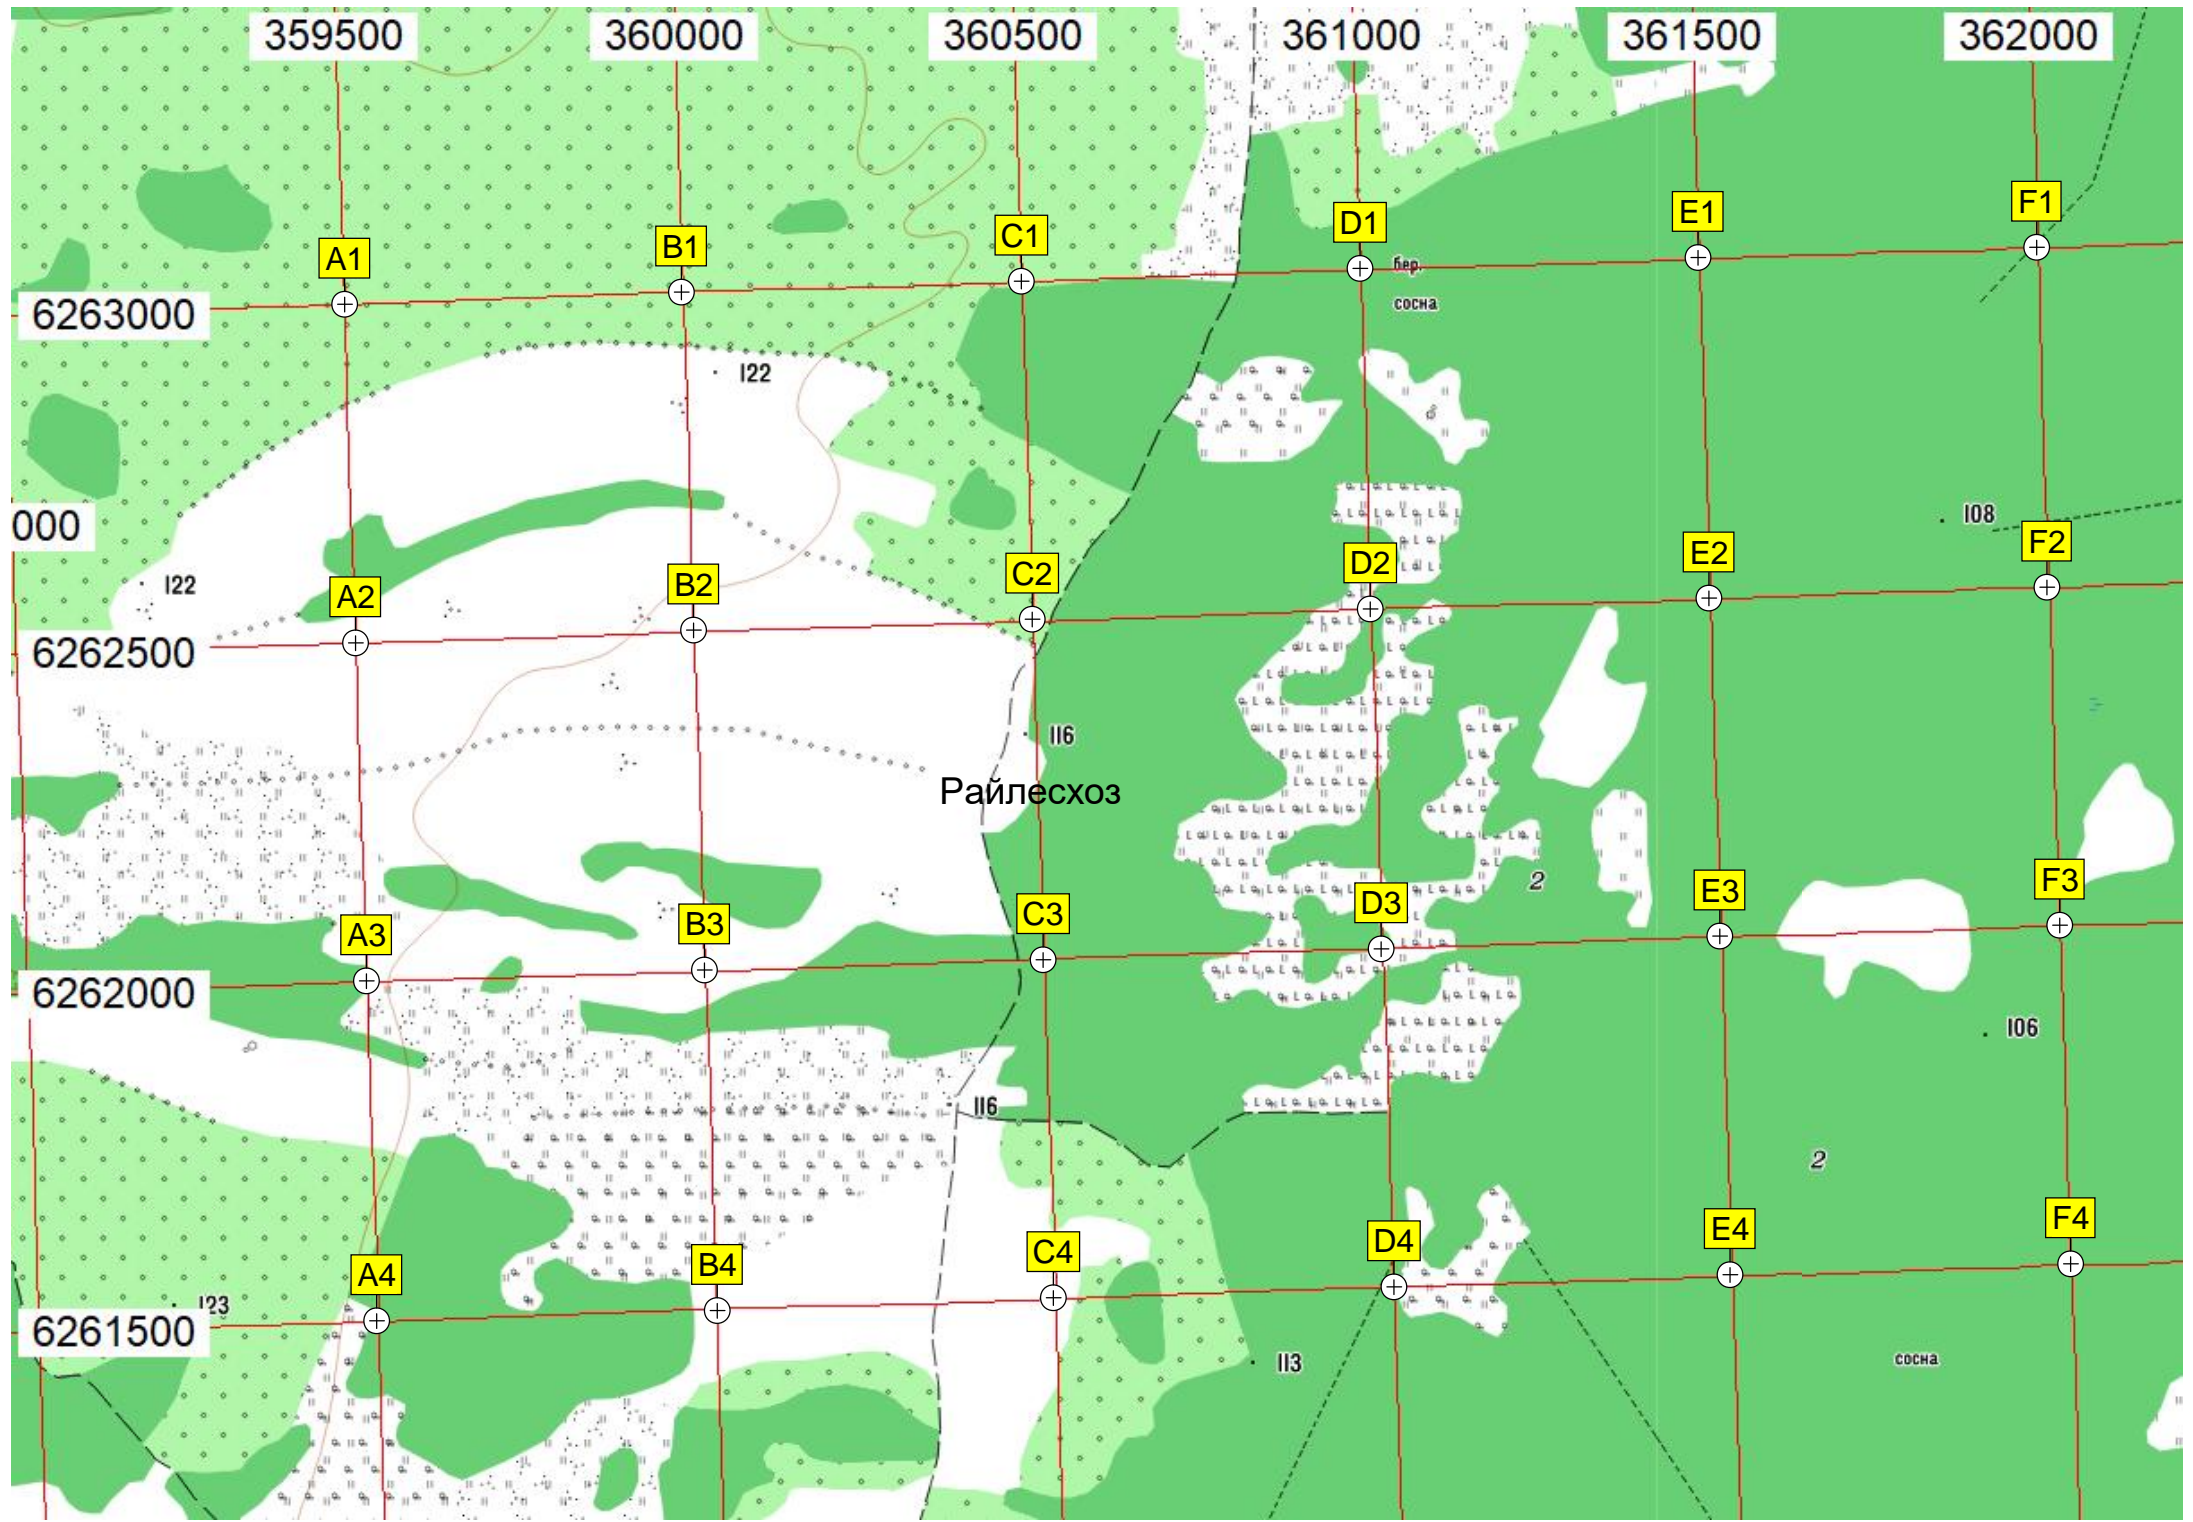 359500 360000 360500 361000 361500 362000
F1
E1
D1
C1
B1
A1
бер.
сосна
6263000
122
108
000
F2
E2
D2
C2
B2
A2
122
6262500
116
Райлесхоз
2
F3
E3
D3
C3
B3
A3
6262000
106
116
2
F4
E4
D4
C4
B4
A4
123
6261500
113
сосна